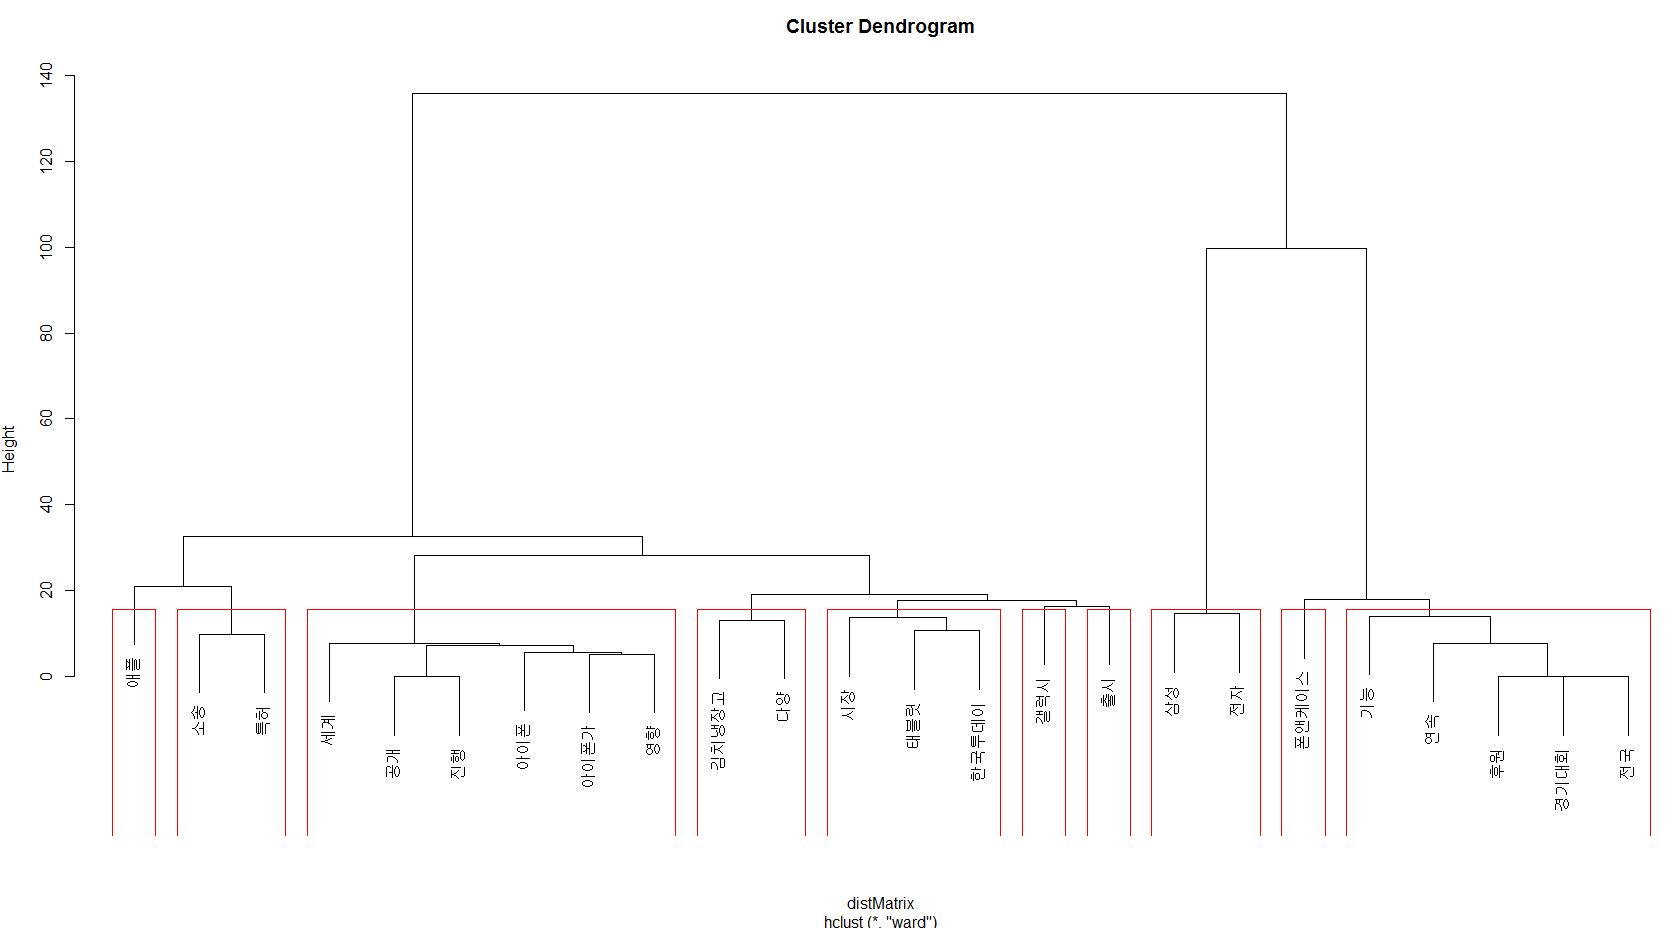 Cluster Dendrogram
140
120
100
80
60
40
20
0
Height
애플
소송
특허
세계
공개
진행
아이폰
아이폰가
영향
김치냉장고
다양
시장
태블릿
한국투데이
갤럭시
출시
삼성
전자
폰앤케이스
기능
연속
후원
경기대회
전국
distMatrix
hclust (*, "ward")